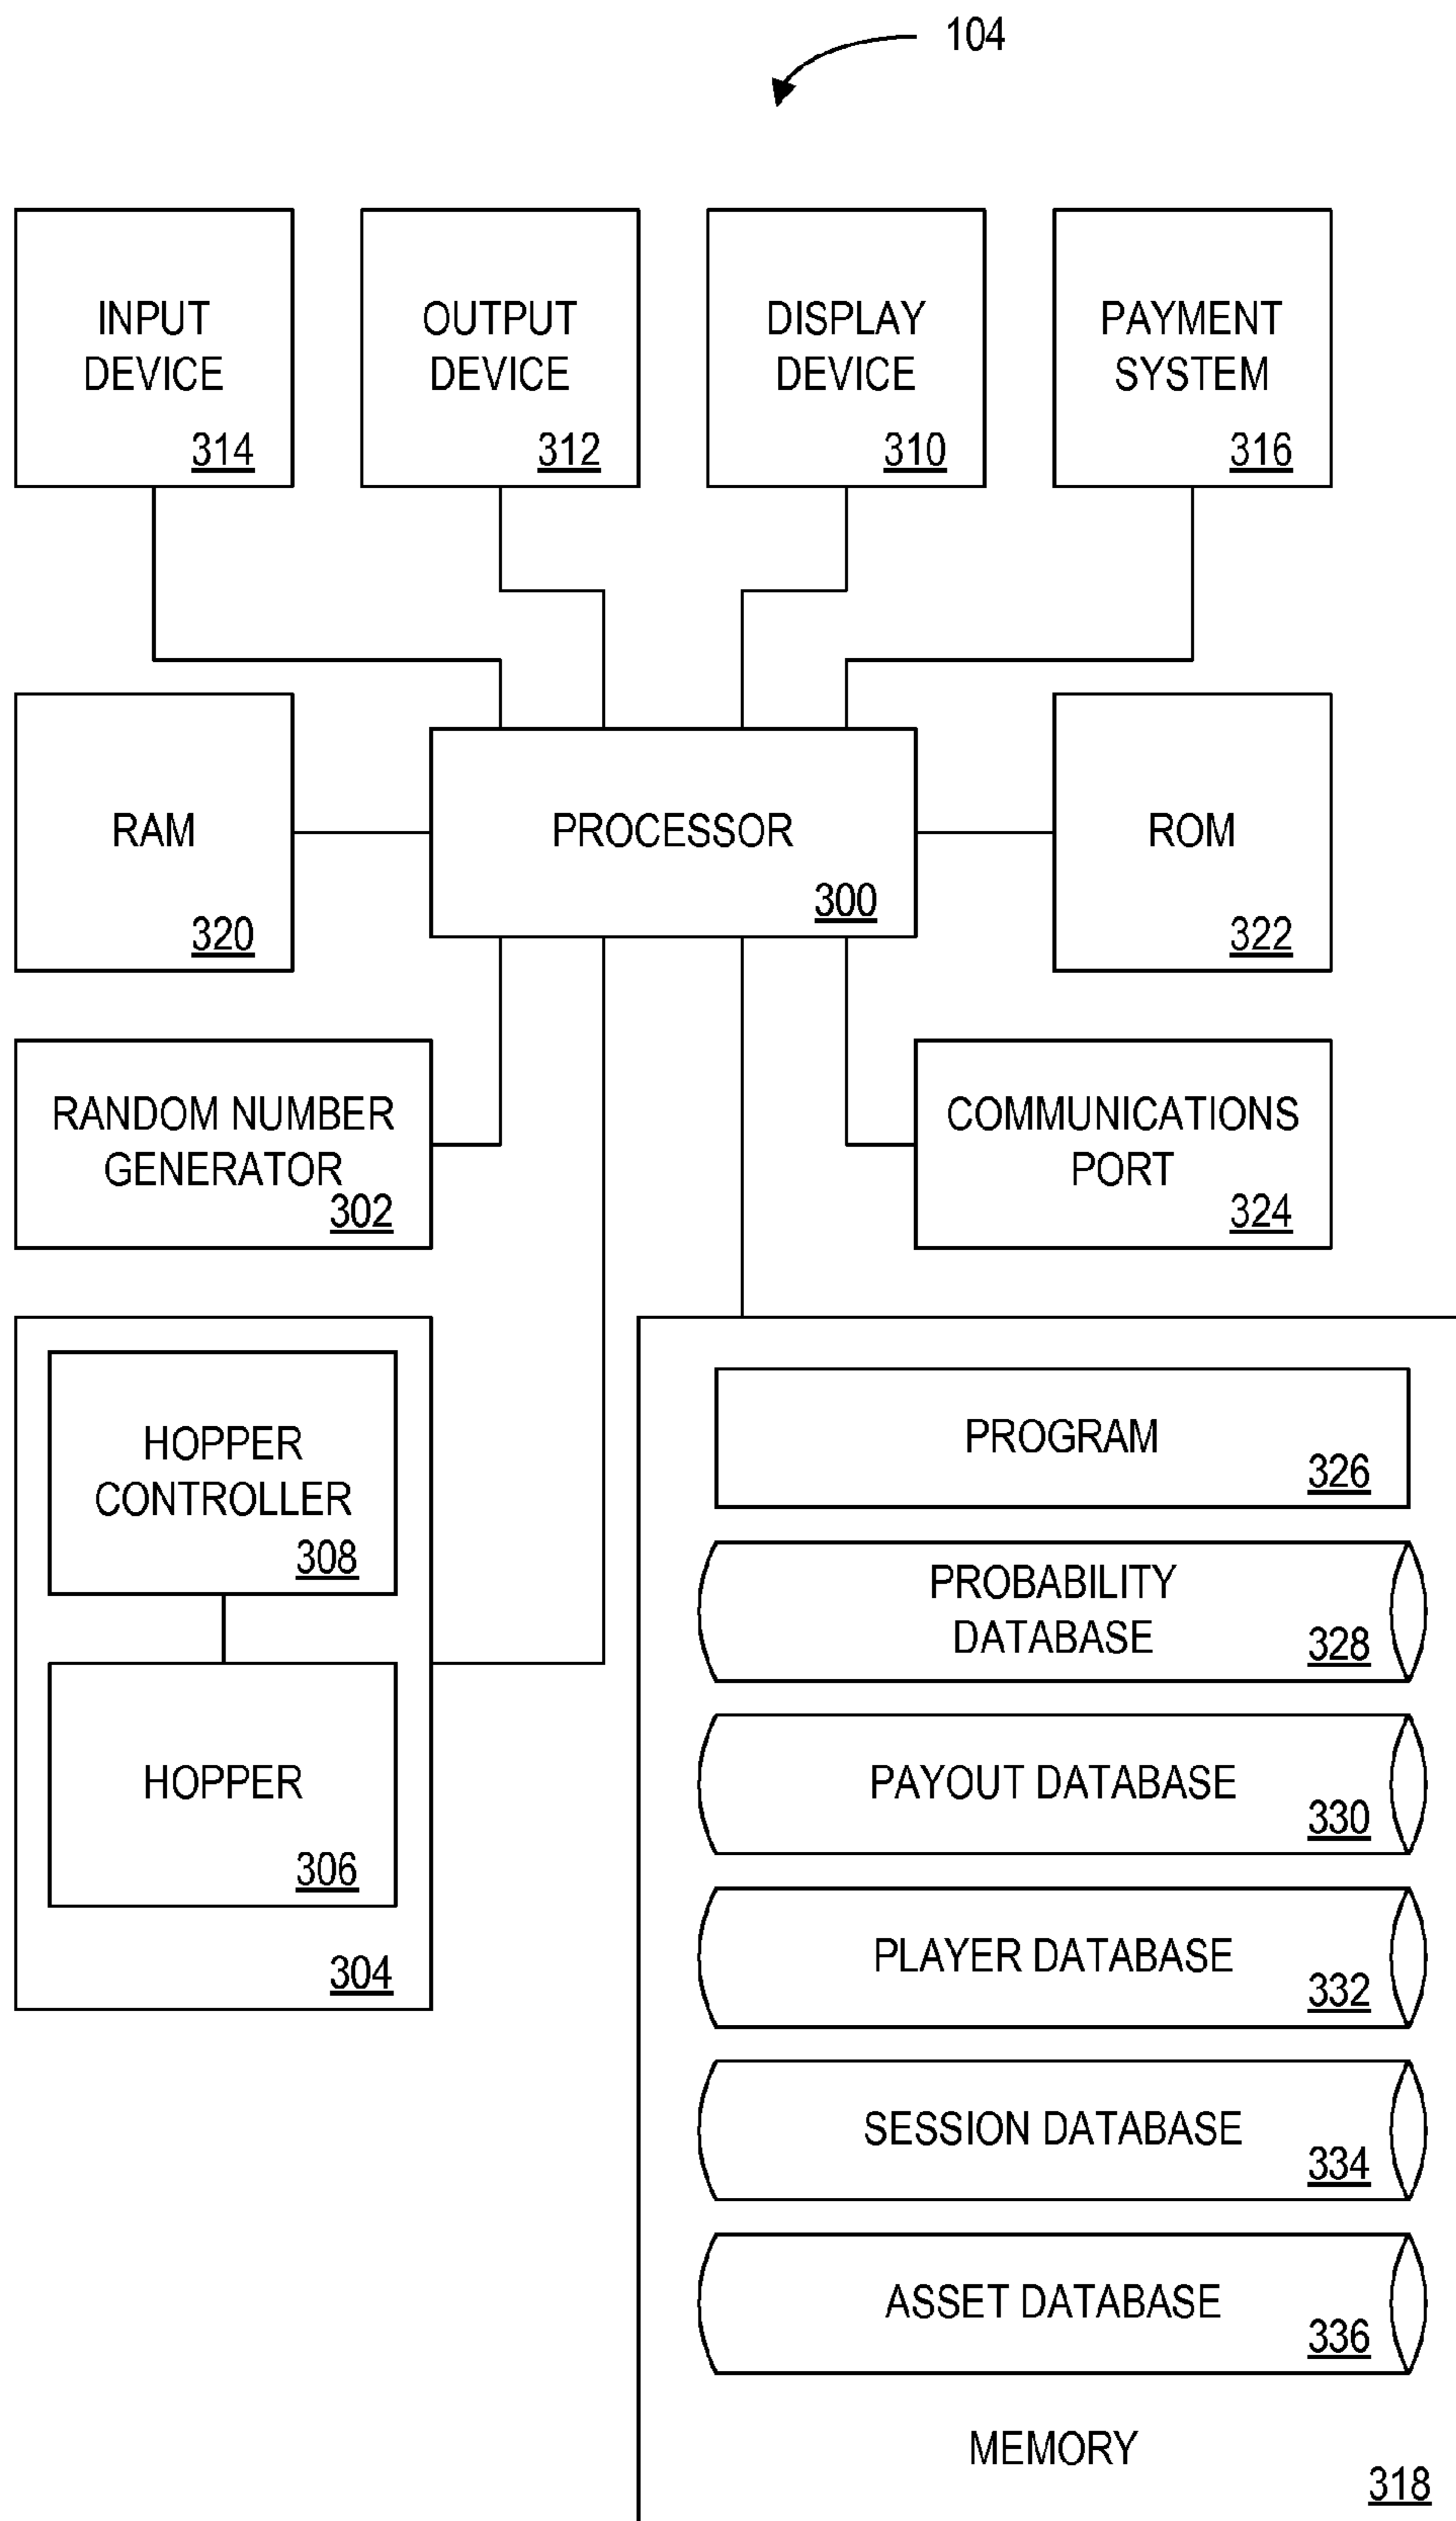 104
INPUT
DEVICE
314
OUTPUT
DEVICE
312
DISPLAY
DEVICE
310
PAYMENT
SYSTEM
316
RAM
320
PROCESSOR
300
ROM
322
RANDOM NUMBER
GENERATOR
302
COMMUNICATIONS
PORT
324
HOPPER
CONTROLLER
308
HOPPER
306
304
PROGRAM
326
PROBABILITY
DATABASE
328
PAYOUT DATABASE
330
PLAYER DATABASE
332
SESSION DATABASE
334
ASSET DATABASE
336
MEMORY
318